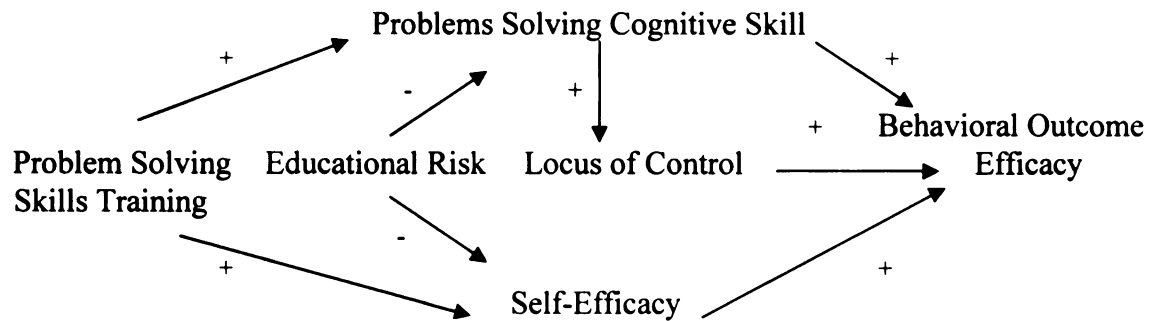 Problems Solving Cognitive Skill
+
+
-
+
+
Behavioral Outcome
Efficacy
Problem Solving
Skills Training
Educational Risk
Locus of Control
-
+
+
Self-Efficacy